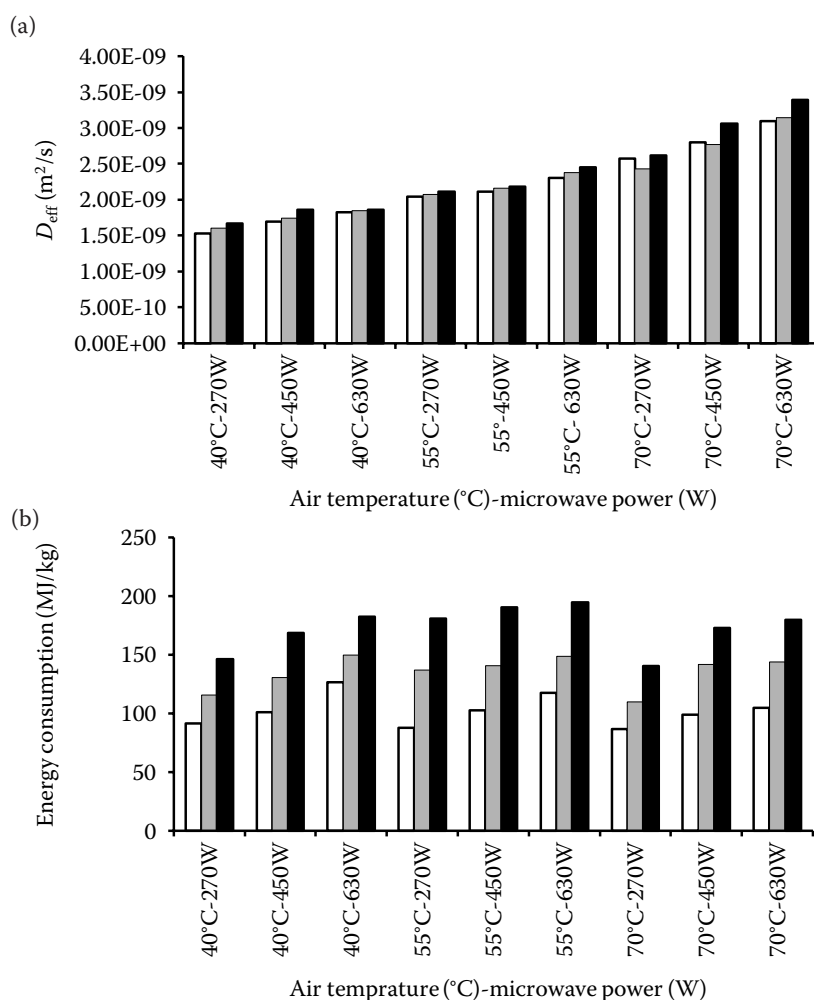 (a)
4.00E-09
3.50E-09
3.00E-09
2.50E-09
2.00E-09
1.50E-09
1.00E-09
5.00E-10
0.00E+00
Deff (m²/s)
40°C-270W
40°C-450W
40°C-630W
55°C-270W
55°-450W
55°C- 630W
70°C-270W
70°C-450W
70°C-630W
Air temperature (°C)-microwave power (W)
(b)
250
200
150
100
50
0
Energy consumption (MJ/kg)
40°C-270W
40°C-450W
40°C-630W
55°C-270W
55°C-450W
55°C-630W
70°C-270W
70°C-450W
70°C-630W
Air temprature (°C)-microwave power (W)